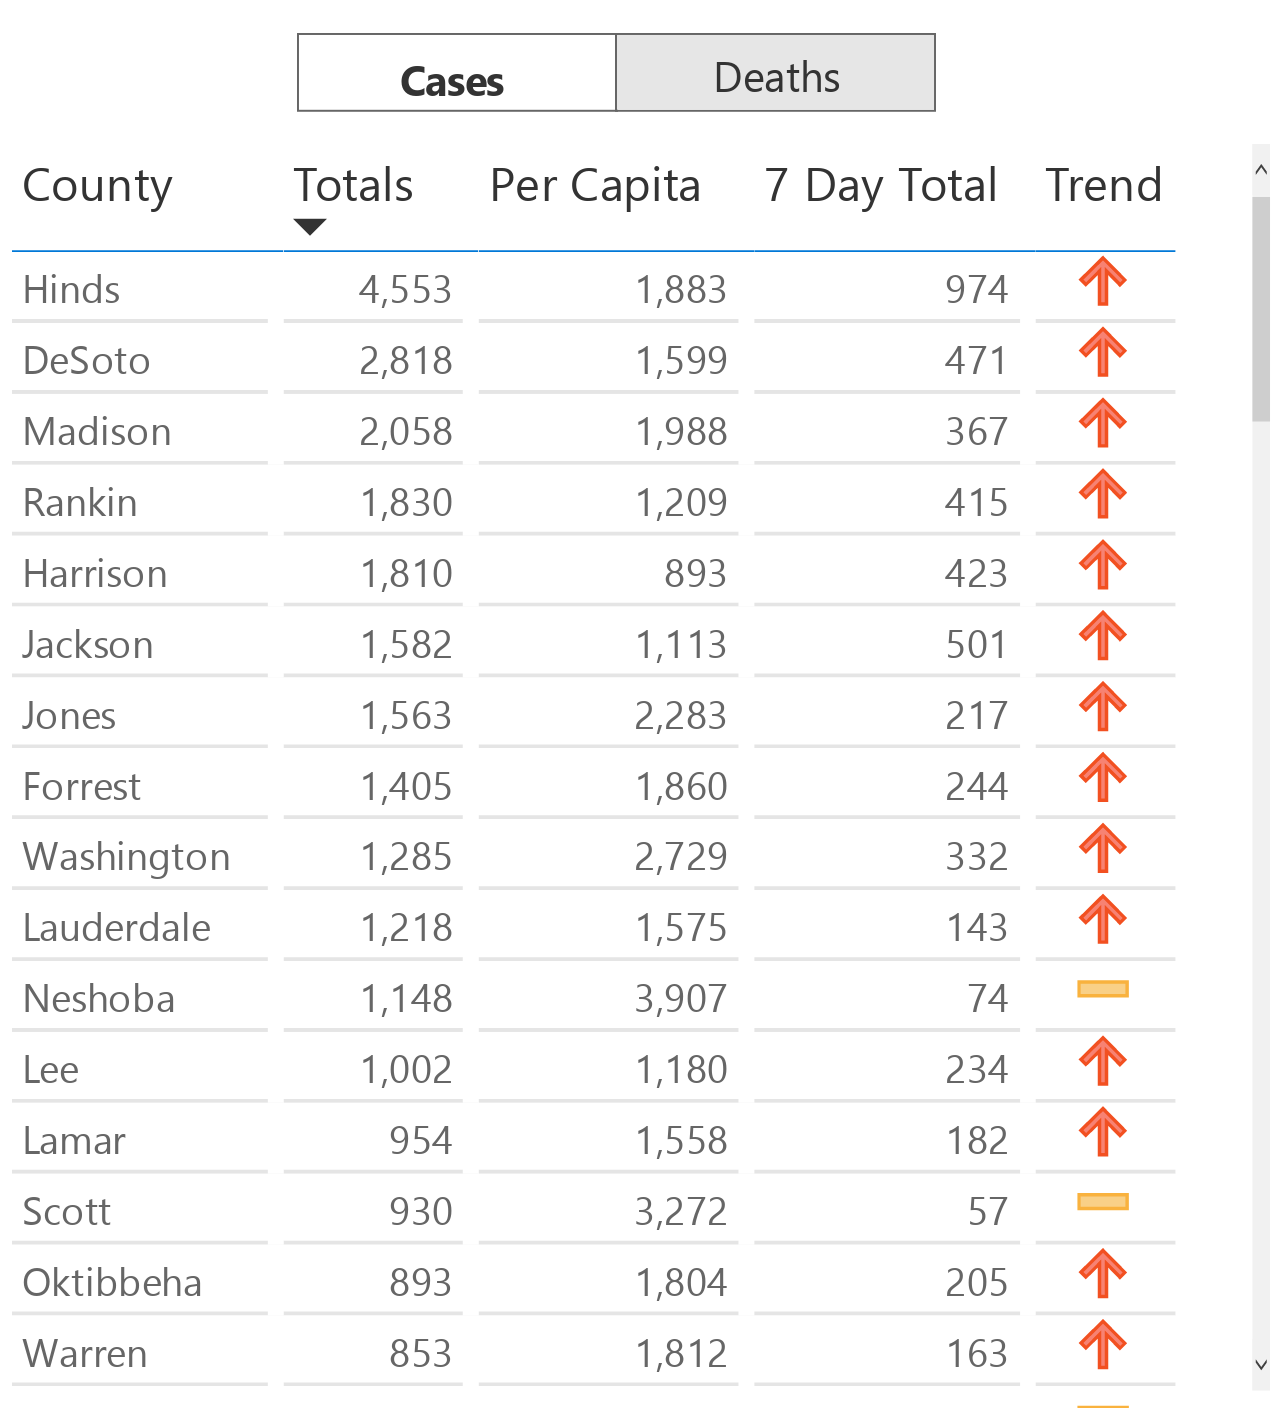 Cases Deaths
County Totals Per Capita 7 Day Total Trend
Hinds 4,553 1,883 974
DeSoto 2,818 1,599 471
Madison 2,058 1,988 367
Rankin 1,830 1,209 415
Harrison 1,810 893 423
Jackson 1,582 1,113 501
Jones 1,563 2,283 217
Forrest 1,405 1,860 244
Washington 1,285 2,729 332
Lauderdale 1,218 1,575 143
Neshoba 1,148 3,907 74
Lee 1,002 1,180 234
Lamar 954 1,558 182
Scott 930 3,272 57
Oktibbeha 893 1,804 205
Warren 853 1,812 163